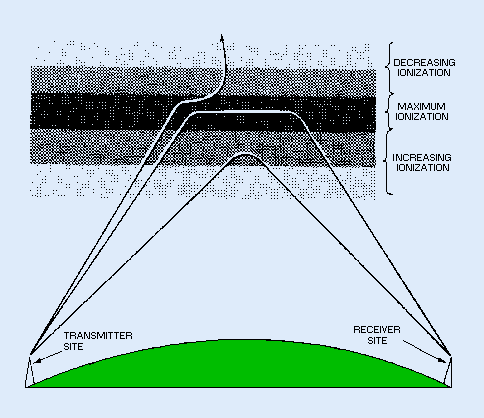 DECREASING
IONIZATION
MAXIMUM
IONIZATION
INCREASING
IONIZATION
TRANSMITTER
SITE
RECEIVER
SITE